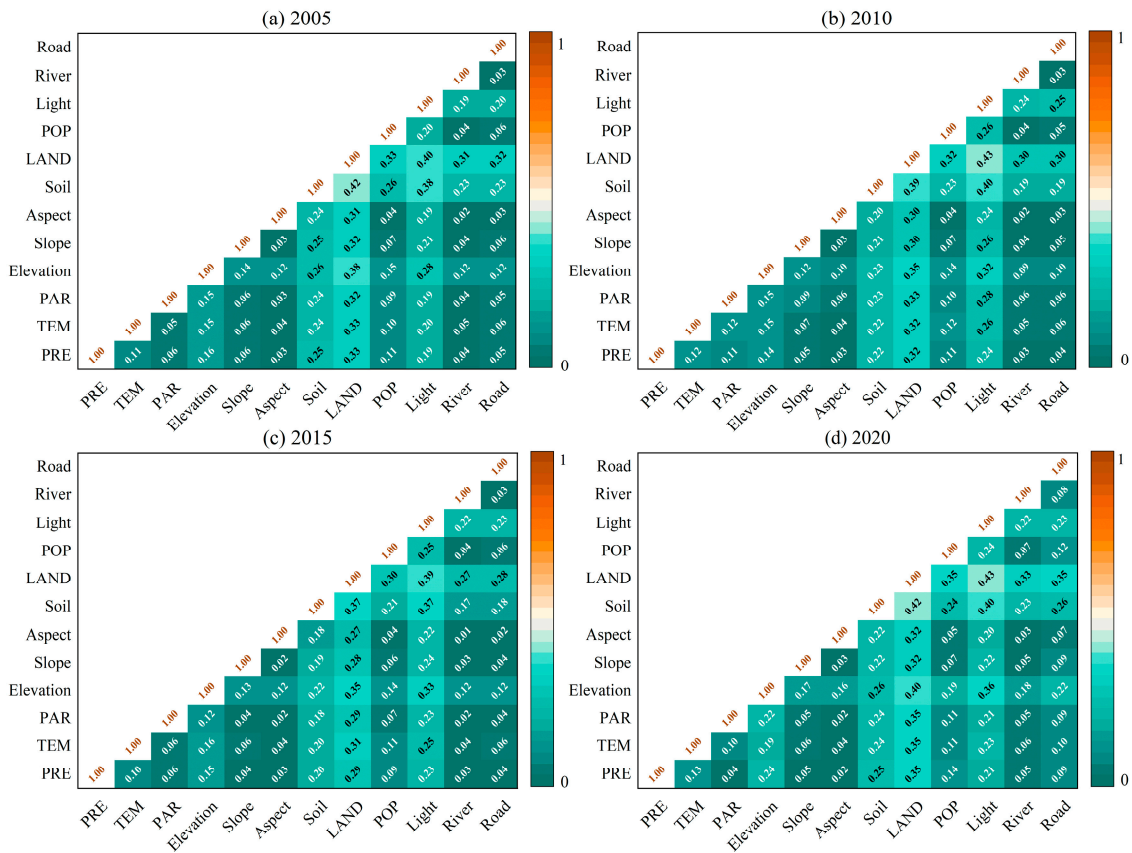 (a) 2005
Road 1.00 1
River 1.00 0.03
Light 1.00 0.19 0.20
POP 1.00 0.20 0.04 0.06
LAND 1.00 0.33 0.40 0.31 0.32
Soil 1.00 0.42 0.26 0.38 0.23 0.23
Aspect 1.00 0.24 0.31 0.04 0.19 0.02 0.03
Slope 1.00 0.03 0.25 0.32 0.07 0.21 0.04 0.06
Elevation 1.00 0.14 0.12 0.26 0.38 0.15 0.28 0.12 0.12
PAR 1.00 0.15 0.06 0.03 0.24 0.32 0.09 0.19 0.04 0.05
TEM 1.00 0.05 0.15 0.06 0.04 0.24 0.33 0.10 0.20 0.05 0.06
PRE 1.00 0.11 0.06 0.16 0.06 0.03 0.25 0.33 0.11 0.19 0.04 0.05 0
PRE TEM PAR Elevation Slope Aspect Soil LAND POP Light River Road
(b) 2010
Road 1.00 1
River 1.00 0.03
Light 1.00 0.24 0.25
POP 1.00 0.26 0.04 0.05
LAND 1.00 0.32 0.43 0.30 0.30
Soil 1.00 0.39 0.23 0.40 0.19 0.19
Aspect 1.00 0.20 0.30 0.04 0.24 0.02 0.03
Slope 1.00 0.03 0.21 0.30 0.07 0.26 0.04 0.05
Elevation 1.00 0.12 0.10 0.23 0.35 0.14 0.32 0.09 0.10
PAR 1.00 0.15 0.09 0.06 0.23 0.33 0.10 0.28 0.06 0.06
TEM 1.00 0.12 0.15 0.07 0.04 0.22 0.32 0.12 0.26 0.05 0.06
PRE 1.00 0.12 0.11 0.14 0.05 0.03 0.22 0.32 0.11 0.24 0.03 0.04 0
PRE TEM PAR Elevation Slope Aspect Soil LAND POP Light River Road
(c) 2015
Road 1.00 1
River 1.00 0.03
Light 1.00 0.22 0.23
POP 1.00 0.25 0.04 0.06
LAND 1.00 0.30 0.39 0.27 0.28
Soil 1.00 0.37 0.21 0.37 0.17 0.18
Aspect 1.00 0.18 0.27 0.04 0.22 0.01 0.02
Slope 1.00 0.02 0.19 0.28 0.06 0.24 0.03 0.04
Elevation 1.00 0.13 0.12 0.22 0.35 0.14 0.33 0.12 0.12
PAR 1.00 0.12 0.04 0.02 0.18 0.29 0.07 0.23 0.02 0.04
TEM 1.00 0.06 0.16 0.06 0.04 0.20 0.31 0.11 0.25 0.04 0.06
PRE 1.00 0.10 0.06 0.15 0.04 0.03 0.20 0.29 0.09 0.23 0.03 0.04 0
PRE TEM PAR Elevation Slope Aspect Soil LAND POP Light River Road
(d) 2020
Road 1.00 1
River 1.00 0.08
Light 1.00 0.22 0.23
POP 1.00 0.24 0.07 0.12
LAND 1.00 0.35 0.43 0.33 0.35
Soil 1.00 0.42 0.24 0.40 0.23 0.26
Aspect 1.00 0.22 0.32 0.05 0.20 0.03 0.07
Slope 1.00 0.03 0.22 0.32 0.07 0.22 0.05 0.09
Elevation 1.00 0.17 0.16 0.26 0.40 0.19 0.36 0.18 0.22
PAR 1.00 0.22 0.05 0.02 0.24 0.35 0.11 0.21 0.05 0.09
TEM 1.00 0.10 0.19 0.06 0.04 0.24 0.35 0.11 0.23 0.06 0.10
PRE 1.00 0.13 0.04 0.24 0.05 0.02 0.25 0.35 0.14 0.21 0.05 0.09 0
PRE TEM PAR Elevation Slope Aspect Soil LAND POP Light River Road